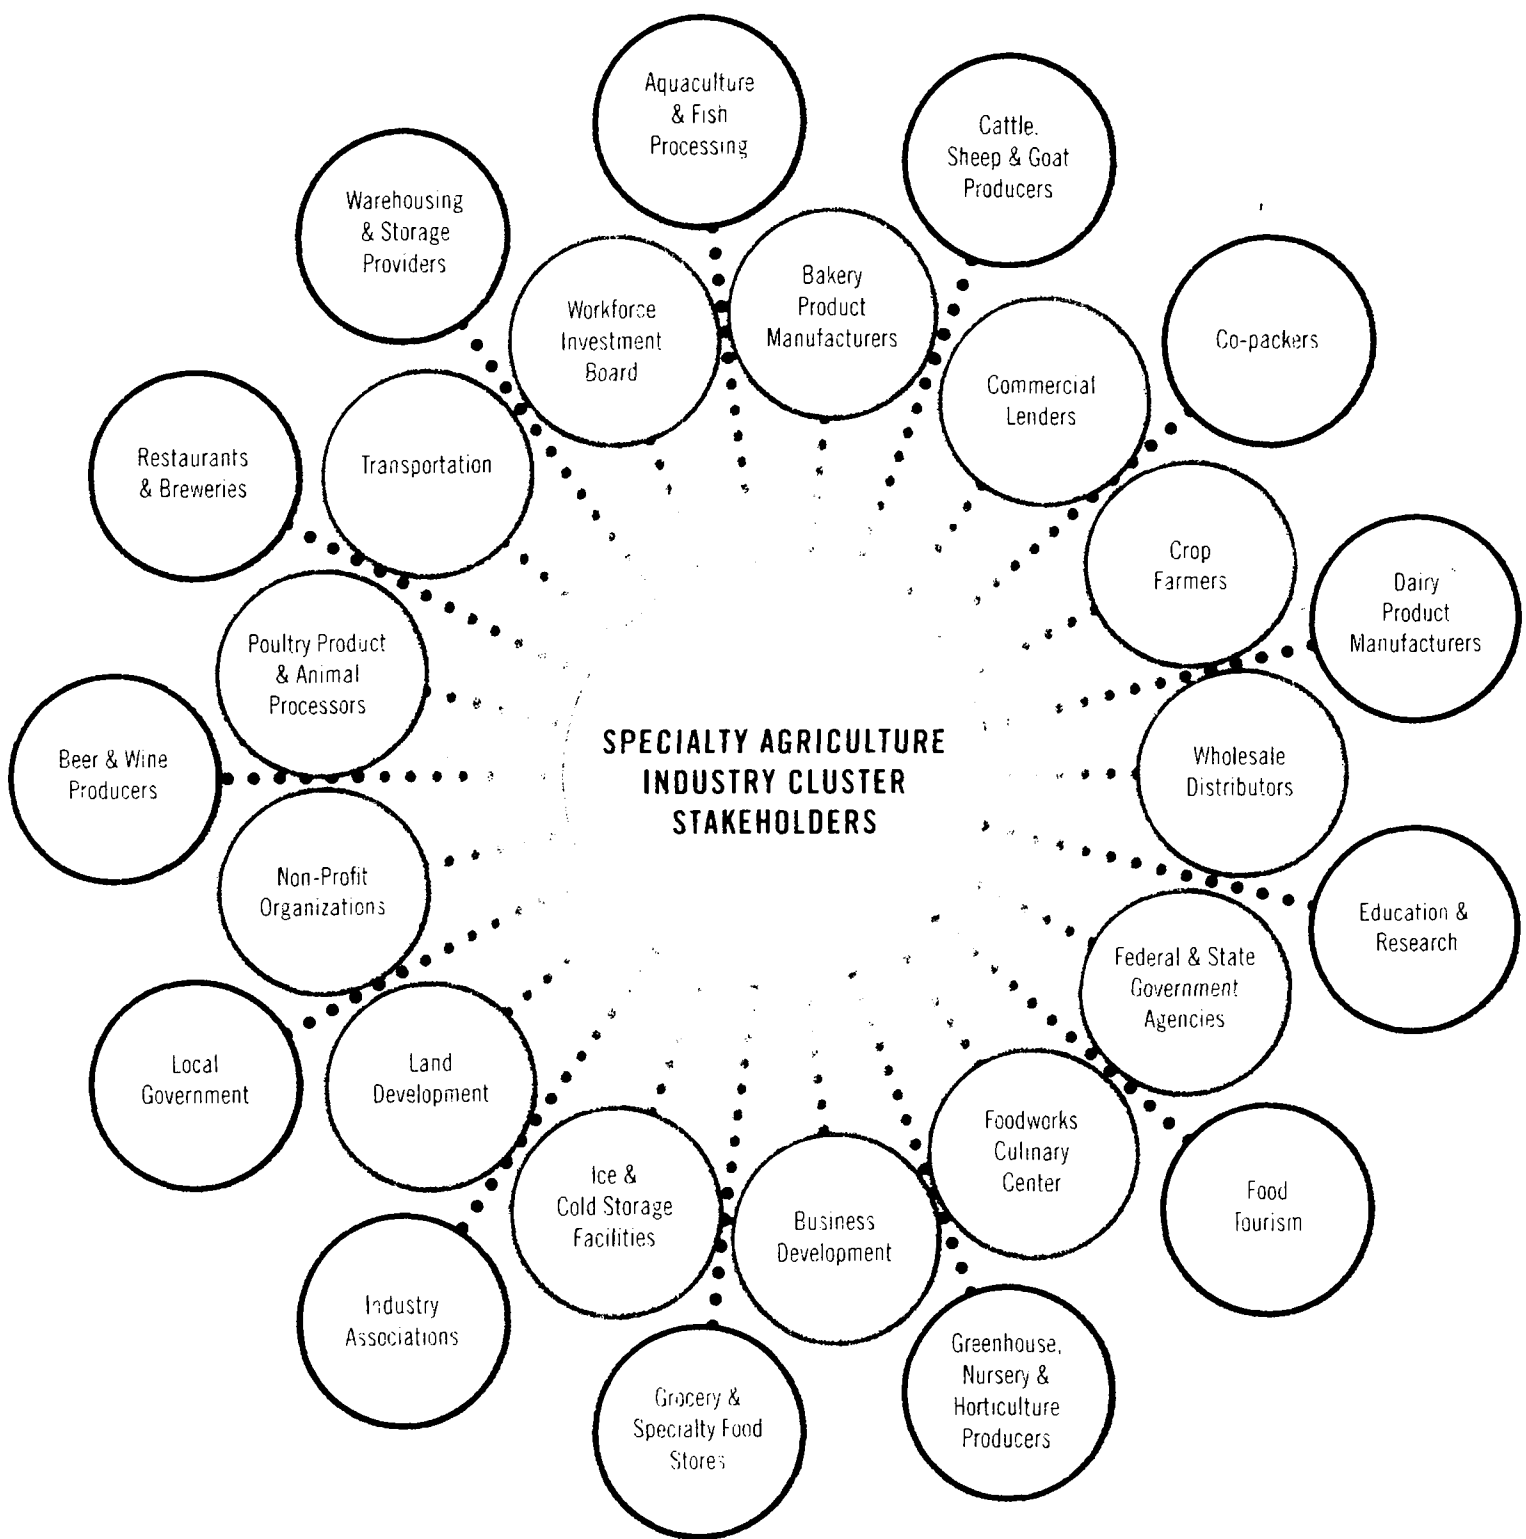 Aquaculture
& Fish
Processing
Cattle,
Sheep & Goat
Producers
Warehousing
& Storage
Providers
Workforce
Investment
Board
Bakery
Product
Manufacturers
Co-packers
Commercial
Lenders
Restaurants
& Breweries
Transportation
Crop
Farmers
Dairy
Product
Manufacturers
Poultry Product
& Animal
Processors
Beer & Wine
Producers
SPECIALTY AGRICULTURE
INDUSTRY CLUSTER
STAKEHOLDERS
Wholesale
Distributors
Non-Profit
Organizations
Education &
Research
Federal & State
Government
Agencies
Local
Government
Land
Development
Foodworks
Culinary
Center
Ice &
Cold Storage
Facilities
Business
Development
Food
Tourism
Industry
Associations
Grocery &
Specialty Food
Stores
Greenhouse,
Nursery &
Horticulture
Producers